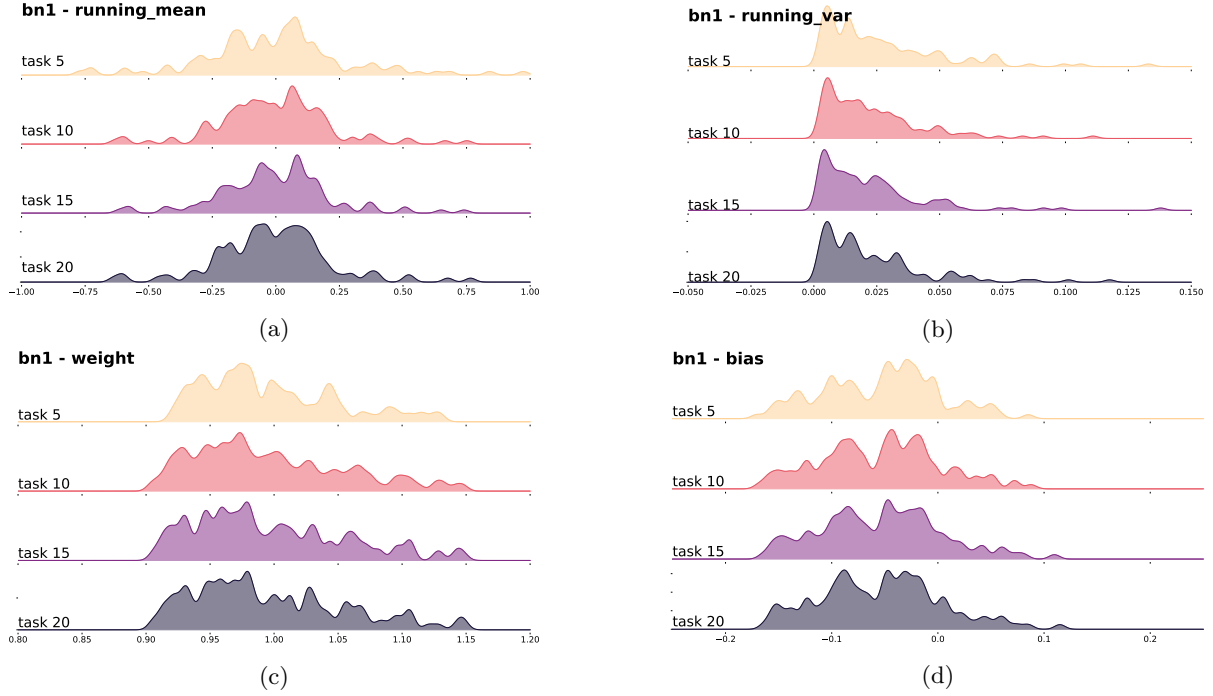 bn1 - running_mean
task 5
task 10
task 15
task 20
−1.00 −0.75 −0.50 −0.25 0.00 0.25 0.50 0.75 1.00
(a)
bn1 - running_var
task 5
task 10
task 15
task 20
−0.050 −0.025 0.000 0.025 0.050 0.075 0.100 0.125 0.150
(b)
bn1 - weight
task 5
task 10
task 15
task 20
0.80 0.85 0.90 0.95 1.00 1.05 1.10 1.15 1.20
(c)
bn1 - bias
task 5
task 10
task 15
task 20
−0.2 −0.1 0.0 0.1 0.2
(d)